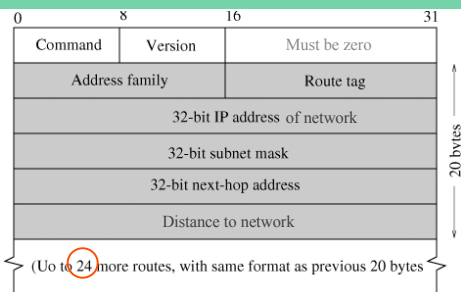 0 8 16 31
Command Version Must be zero
Address family Route tag
32-bit IP address of network
32-bit subnet mask
32-bit next-hop address
Distance to network
20 bytes
(Uo to 24 more routes, with same format as previous 20 bytes